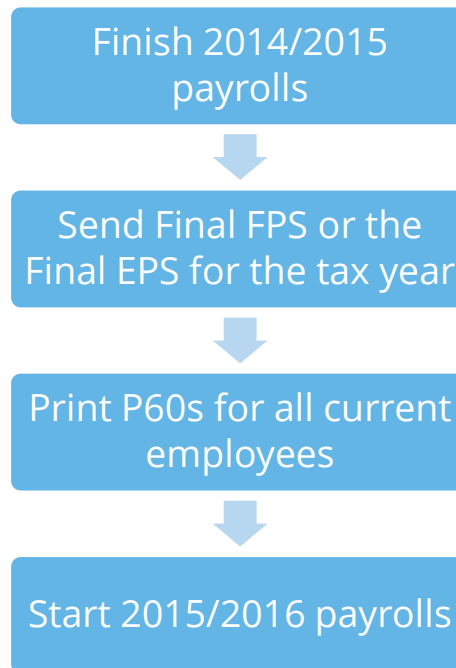 Finish 2014/2015
payrolls
Send Final FPS or the
Final EPS for the tax year
Print P60s for all current
employees
Start 2015/2016 payrolls